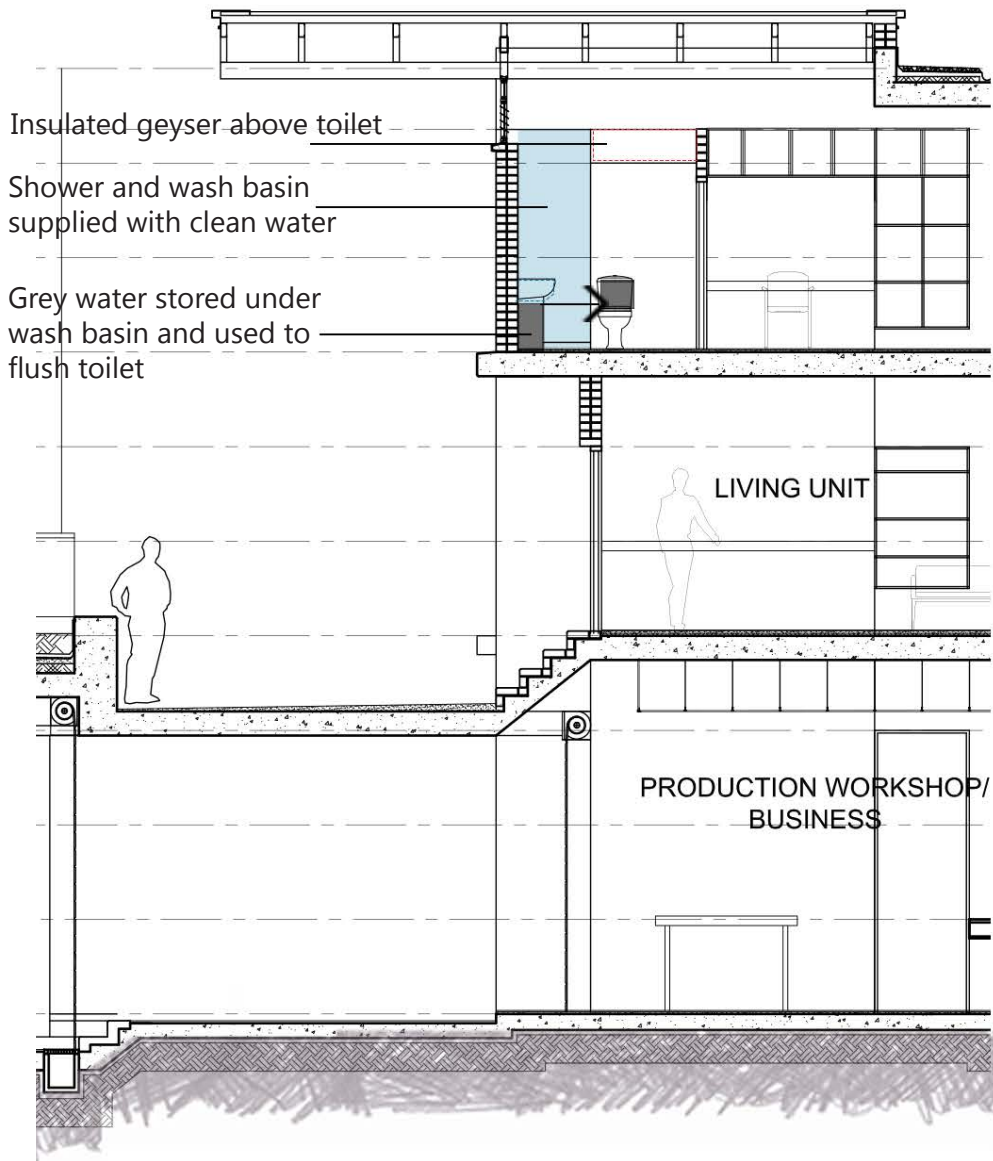 Insulated geyser above toilet
Shower and wash basin
supplied with clean water
Grey water stored under
wash basin and used to
flush toilet
LIVING UNIT
PRODUCTION WORKSHOP/
BUSINESS